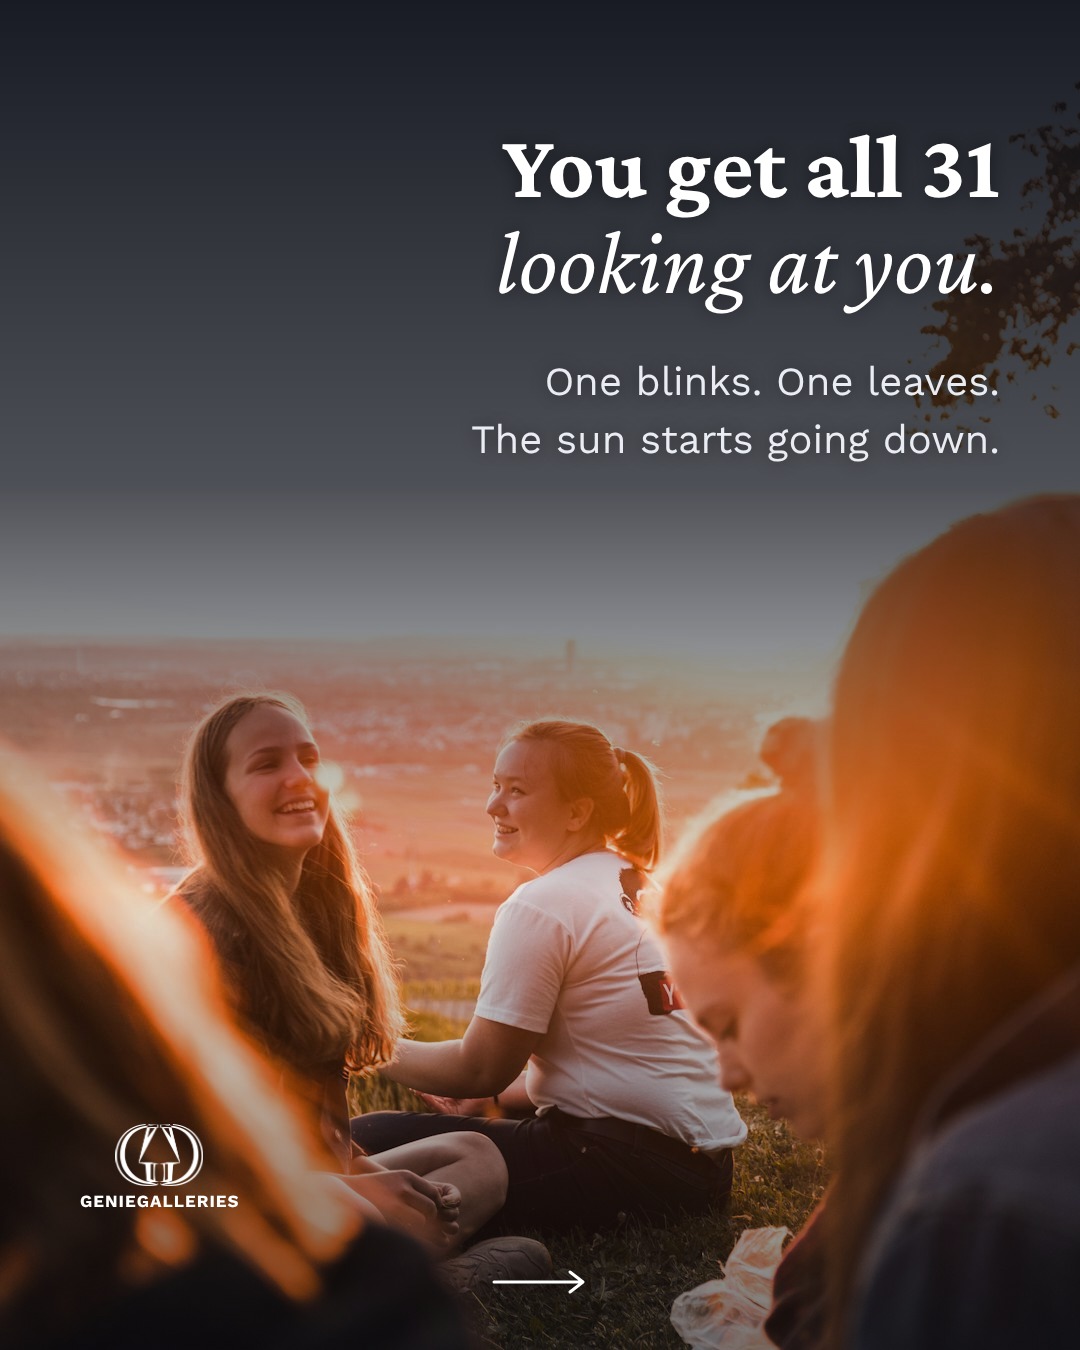 You get all 31
looking at you.
One blinks. One leaves.
The sun starts going down.
Y
GENIEGALLERIES